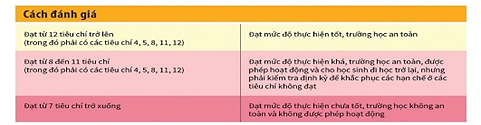 Cách đánh giá
Đạt từ 12 tiêu chí trở lên
(trong đó phải có các tiêu chí 4, 5, 8, 11, 12)
Đạt mức độ thực hiện tốt, trường học an toàn
Đạt từ 8 đến 11 tiêu chí
(trong đó phải có các tiêu chí 4, 5, 8, 11, 12)
Đạt mức độ thực hiện khá, trường học an toàn, được
phép hoạt động và cho học sinh đi học trở lại, nhưng
phải kiểm tra định kỳ để khắc phục các hạn chế ở các
tiêu chí không đạt
Đạt từ 7 tiêu chí trở xuống
Đạt mức độ thực hiện chưa tốt, trường học không an
toàn và không được phép hoạt động